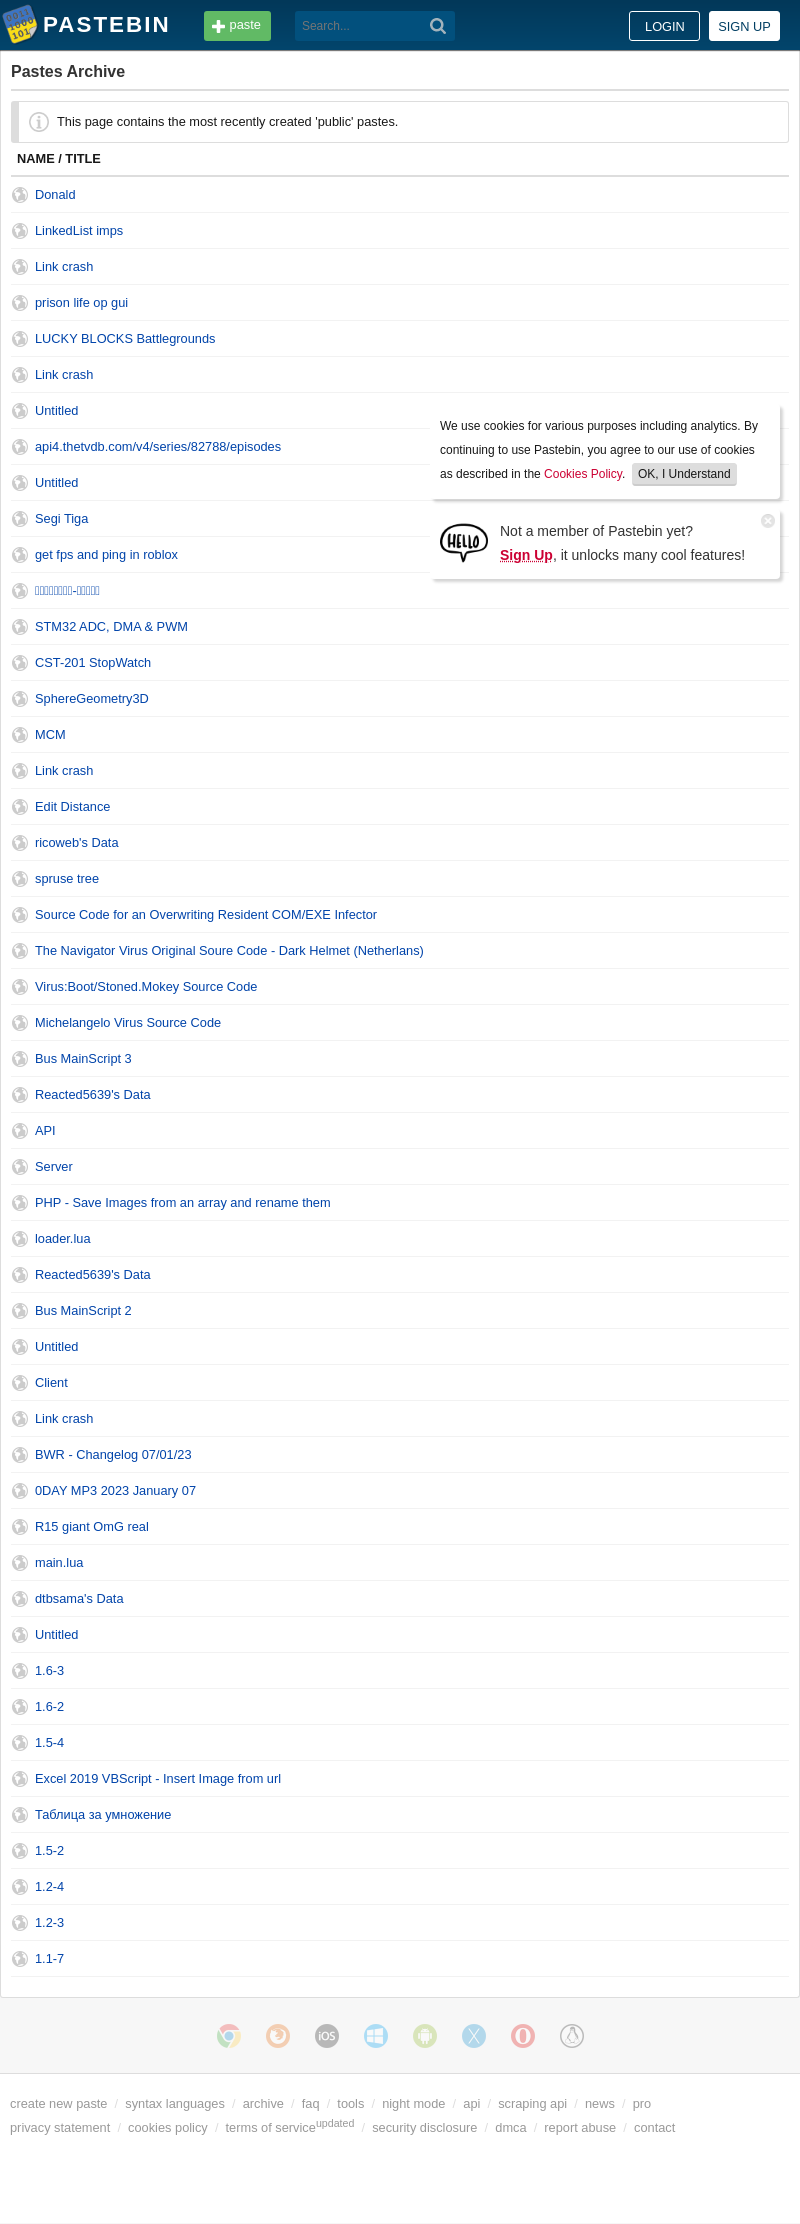 PASTEBIN
paste
Search...
LOGIN
SIGN UP
Pastes Archive
This page contains the most recently created 'public' pastes.
NAME / TITLE
Donald
LinkedList imps
Link crash
prison life op gui
LUCKY BLOCKS Battlegrounds
Link crash
Untitled
api4.thetvdb.com/v4/series/82788/episodes
Untitled
Segi Tiga
get fps and ping in roblox
We use cookies for various purposes including analytics. By
continuing to use Pastebin, you agree to our use of cookies
as described in the Cookies Policy. OK, I Understand
HELLO
Not a member of Pastebin yet?
Sign Up, it unlocks many cool features!
STM32 ADC, DMA & PWM
CST-201 StopWatch
SphereGeometry3D
MCM
Link crash
Edit Distance
ricoweb's Data
spruse tree
Source Code for an Overwriting Resident COM/EXE Infector
The Navigator Virus Original Soure Code - Dark Helmet (Netherlans)
Virus:Boot/Stoned.Mokey Source Code
Michelangelo Virus Source Code
Bus MainScript 3
Reacted5639's Data
API
Server
PHP - Save Images from an array and rename them
loader.lua
Reacted5639's Data
Bus MainScript 2
Untitled
Client
Link crash
BWR - Changelog 07/01/23
0DAY MP3 2023 January 07
R15 giant OmG real
main.lua
dtbsama's Data
Untitled
1.6-3
1.6-2
1.5-4
Excel 2019 VBScript - Insert Image from url
Таблица за умножение
1.5-2
1.2-4
1.2-3
1.1-7
iOS
create new paste / syntax languages / archive / faq / tools / night mode / api / scraping api / news / pro
privacy statement / cookies policy / terms of service updated / security disclosure / dmca / report abuse / contact